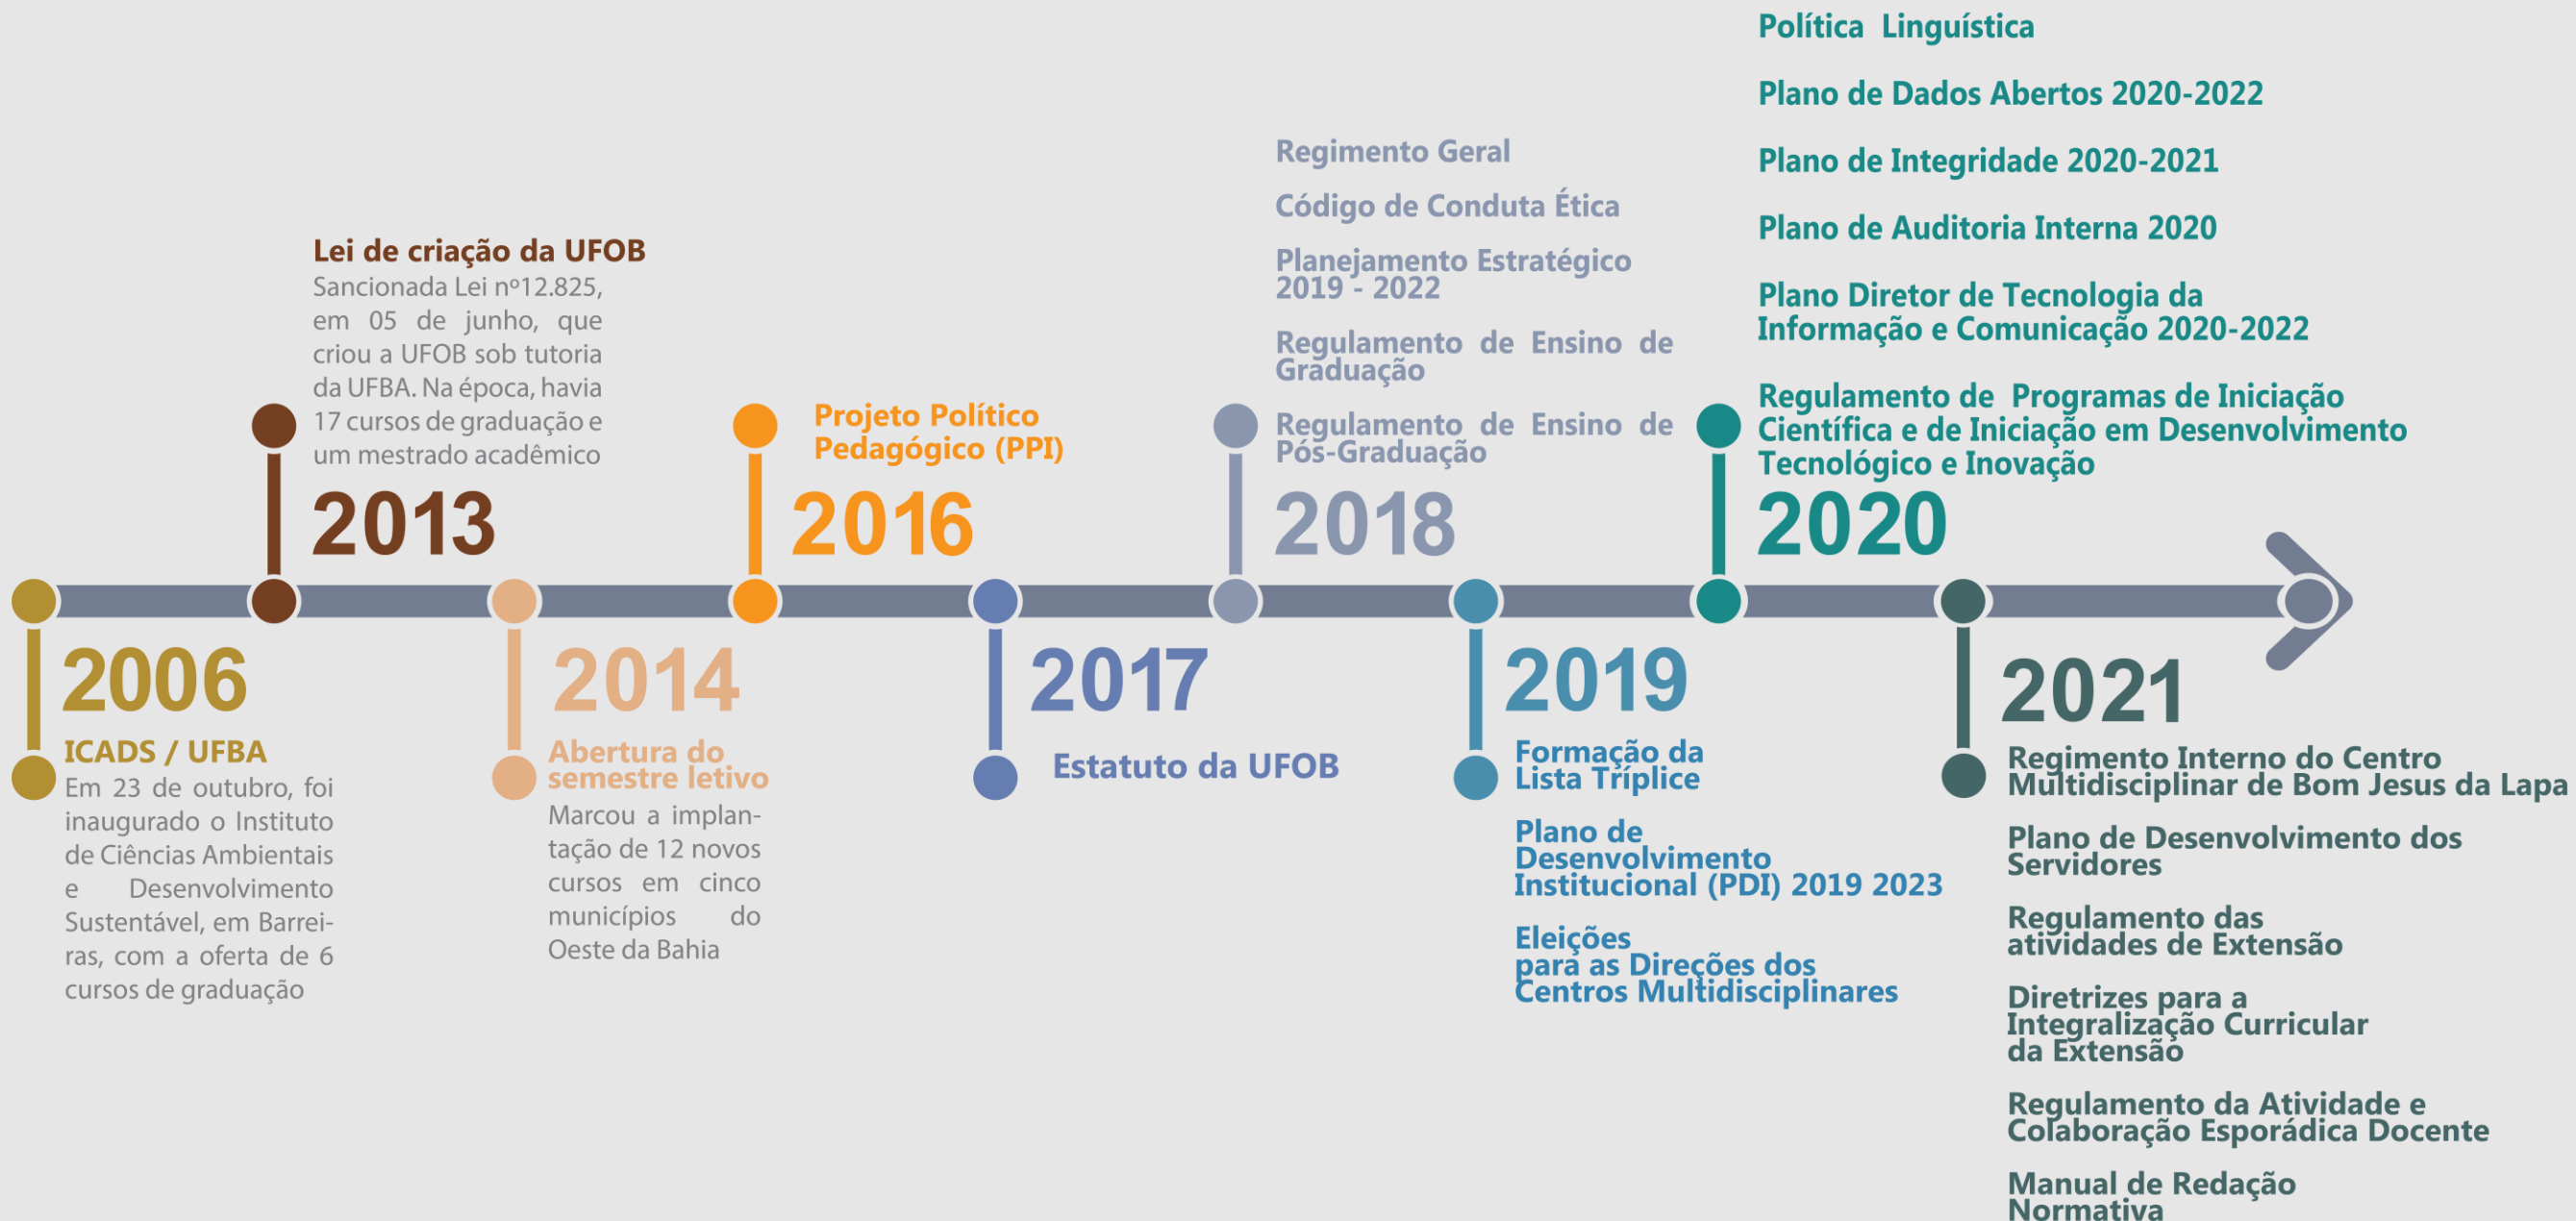 2006
ICADS / UFBA
Em 23 de outubro, foi
inaugurado o Instituto
de Ciências Ambientais
e Desenvolvimento
Sustentável, em Barrei-
ras, com a oferta de 6
cursos de graduação
Lei de criação da UFOB
Sancionada Lei nº12.825,
em 05 de junho, que
criou a UFOB sob tutoria
da UFBA. Na época, havia
17 cursos de graduação e
um mestrado acadêmico
2013
2014
Abertura do
semestre letivo
Marcou a implan-
tação de 12 novos
cursos em cinco
municípios do
Oeste da Bahia
Projeto Político
Pedagógico (PPI)
2016
2017
Estatuto da UFOB
Regimento Geral
Código de Conduta Ética
Planejamento Estratégico
2019 - 2022
Regulamento de Ensino de
Graduação
Regulamento de Ensino de
Pós-Graduação
2018
2019
Formação da
Lista Tríplice
Plano de
Desenvolvimento
Institucional (PDI) 2019 2023
Eleições
para as Direções dos
Centros Multidisciplinares
Política Linguística
Plano de Dados Abertos 2020-2022
Plano de Integridade 2020-2021
Plano de Auditoria Interna 2020
Plano Diretor de Tecnologia da
Informação e Comunicação 2020-2022
Regulamento de Programas de Iniciação
Científica e de Iniciação em Desenvolvimento
Tecnológico e Inovação
2020
2021
Regimento Interno do Centro
Multidisciplinar de Bom Jesus da Lapa
Plano de Desenvolvimento dos
Servidores
Regulamento das
atividades de Extensão
Diretrizes para a
Integralização Curricular
da Extensão
Regulamento da Atividade e
Colaboração Esporádica Docente
Manual de Redação
Normativa